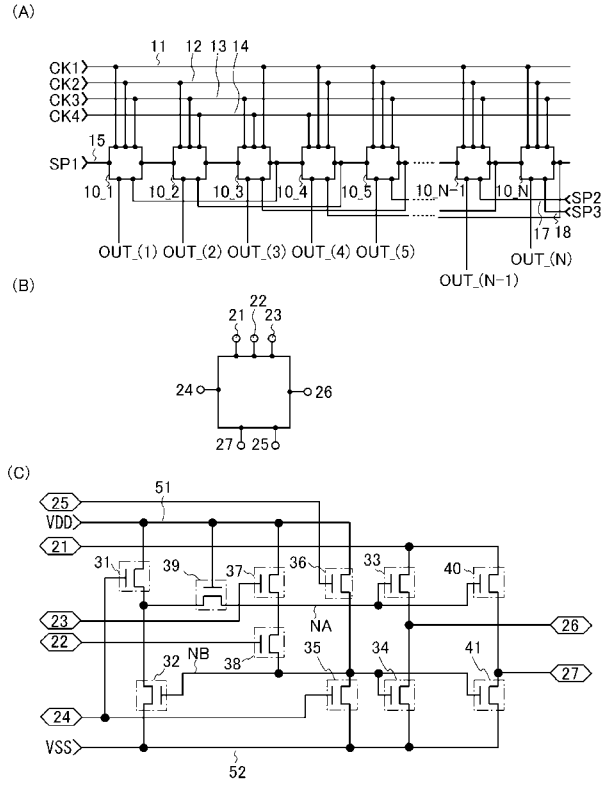 (A)
11 12 13 14
CK1
CK2
CK3
CK4
15
SP1
10_1 10_2 10_3 10_4 10_5 10_N-1 10_N
SP2
SP3
17 18
OUT_(1) OUT_(2) OUT_(3) OUT_(4) OUT_(5) OUT_(N-1) OUT_(N)
(B)
21 22 23
24 26
27 25
(C)
25 51
VDD
21
31 39 37 36 33 40
23 NA 26
22
32 NB 38 35 34 41
27
24
VSS
52